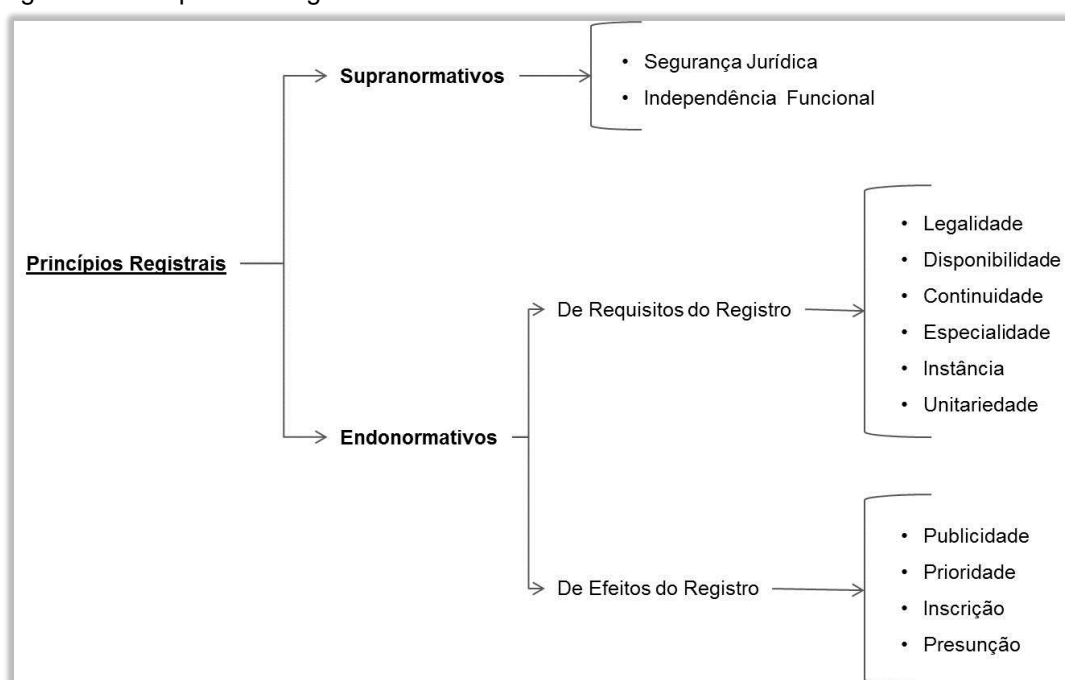 Supranormativos
• Segurança Jurídica
• Independência Funcional
Princípios Registrais
• Legalidade
• Disponibilidade
• Continuidade
De Requisitos do Registro
• Especialidade
• Instância
• Unitariedade
Endonormativos
• Publicidade
• Prioridade
De Efeitos do Registro
• Inscrição
• Presunção